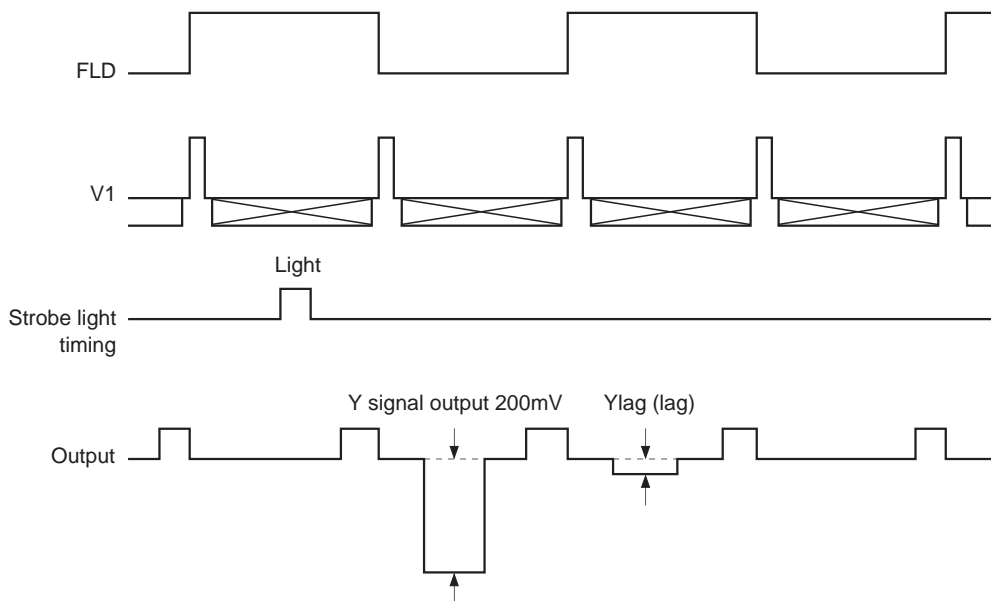 FLD
V1
Light
Strobe light
timing
Y signal output 200mV
Ylag (lag)
Output